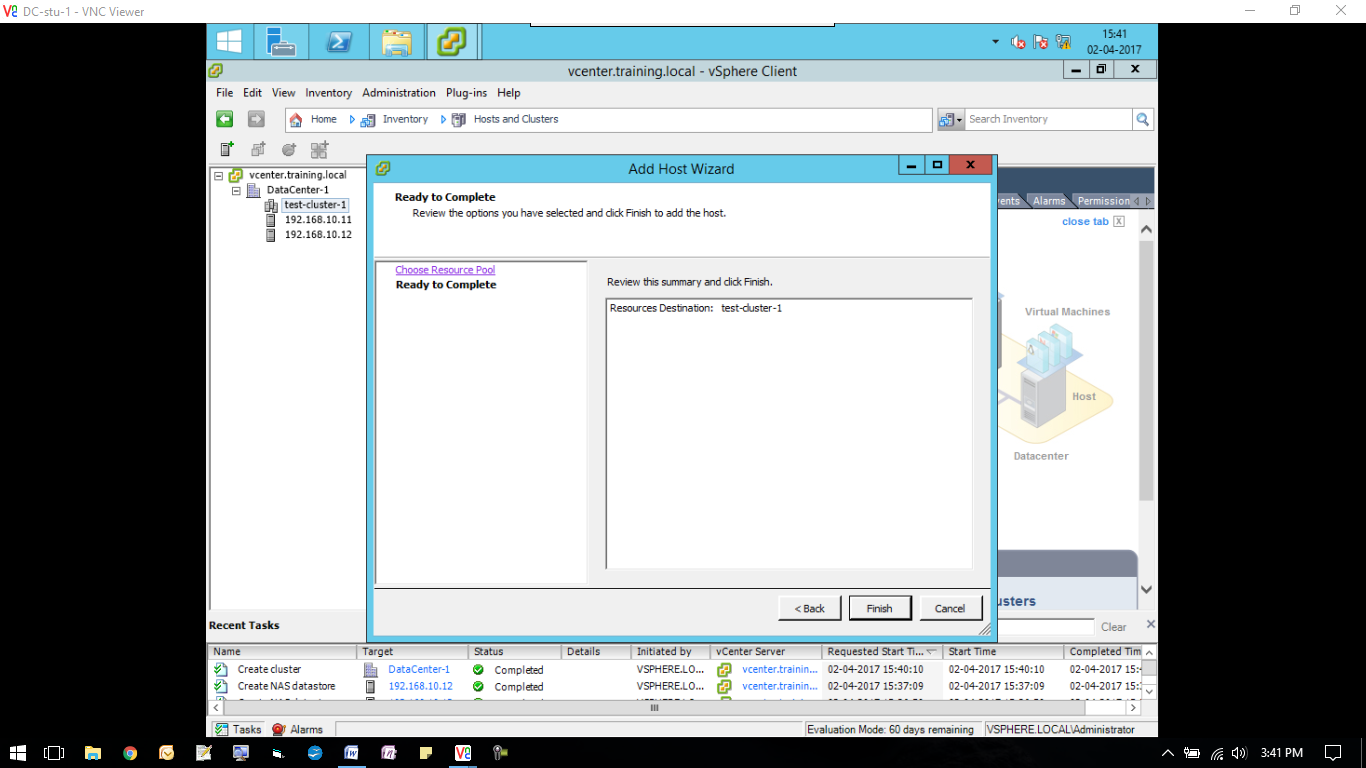 DC-stu-1 - VNC Viewer
15:41
02-04-2017
vcenter.training.local - vSphere Client
File Edit View Inventory Administration Plug-ins Help
Home Inventory Hosts and Clusters
Search Inventory
vcenter.training.local
DataCenter-1
test-cluster-1
192.168.10.11
192.168.10.12
Add Host Wizard
Ready to Complete
Review the options you have selected and click Finish to add the host.
Choose Resource Pool
Ready to Complete
Review this summary and click Finish.
Resources Destination: test-cluster-1
< Back Finish Cancel
Alarms Permission
close tab X
Virtual Machines
Host
Datacenter
Recent Tasks
Clear
Name Target Status Details Initiated by vCenter Server Requested Start Ti... Start Time Completed Tim
Create cluster DataCenter-1 Completed VSPHERE.LO... vcenter.trainin... 02-04-2017 15:40:10 02-04-2017 15:40:10 02-04-2017
Create NAS datastore 192.168.10.12 Completed VSPHERE.LO... vcenter.trainin... 02-04-2017 15:37:09 02-04-2017 15:37:09 02-04-2017
Tasks Alarms Evaluation Mode: 60 days remaining VSPHERE.LOCAL\Administrator
3:41 PM